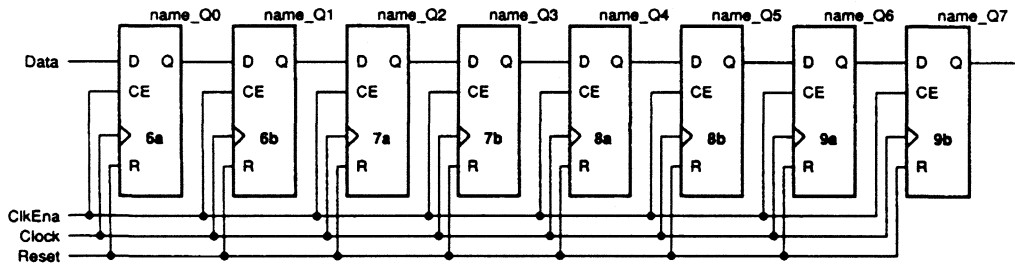 name_Q0 name_Q1 name_Q2 name_Q3 name_Q4 name_Q5 name_Q6 name_Q7
Data D Q D Q D Q D Q D Q D Q D Q D Q
CE CE CE CE CE CE CE CE
6a 6b 7a 7b 8a 8b 9a 9b
R R R R R R R R
ClkEna
Clock
Reset